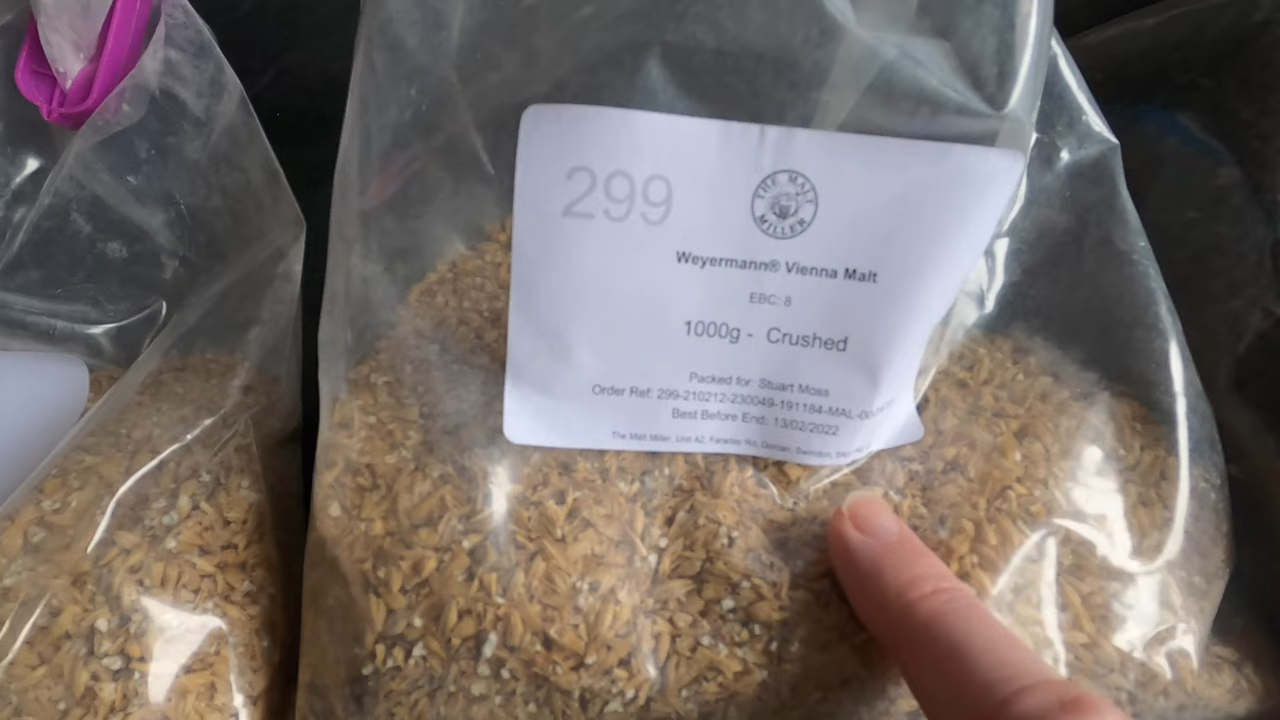 299
THE MALT MILLER
Weyermann® Vienna Malt
EBC: 8
1000g - Crushed
Packed for: Stuart Moss
Order Ref: 299-210212-230049-191184-MAL-
Best Before End: 13/02/2022
The Malt Miller, Unit A2, Faraday Rd, Dorcan, Swindon,